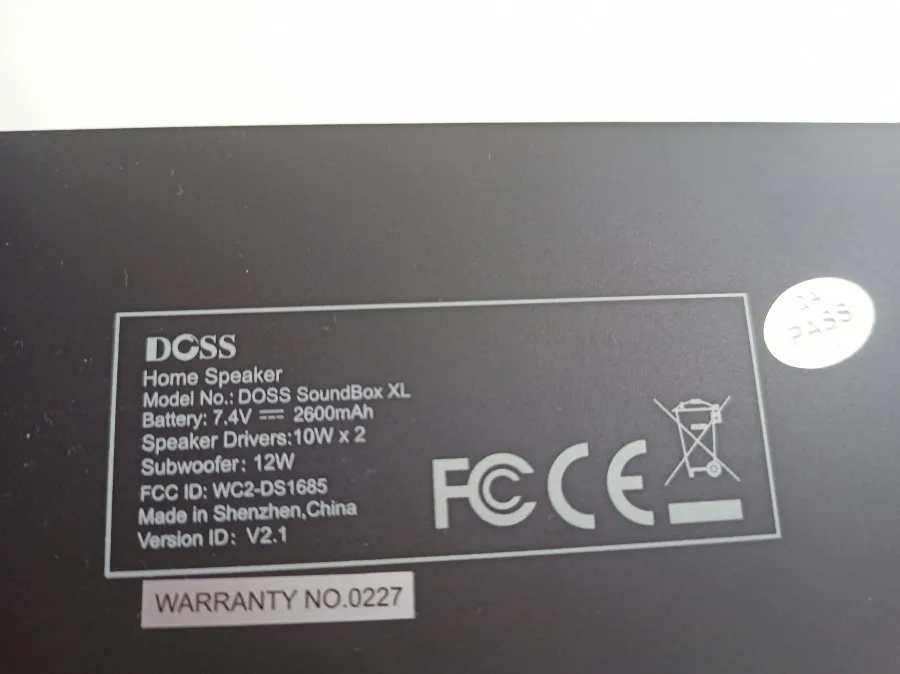 DOSS
Home Speaker
Model No.: DOSS SoundBox XL
Battery: 7.4V ⎓ 2600mAh
Speaker Drivers:10W x 2
Subwoofer: 12W
FCC ID: WC2-DS1685
Made in Shenzhen,China
Version ID: V2.1
FC CE
WARRANTY NO.0227
PASS